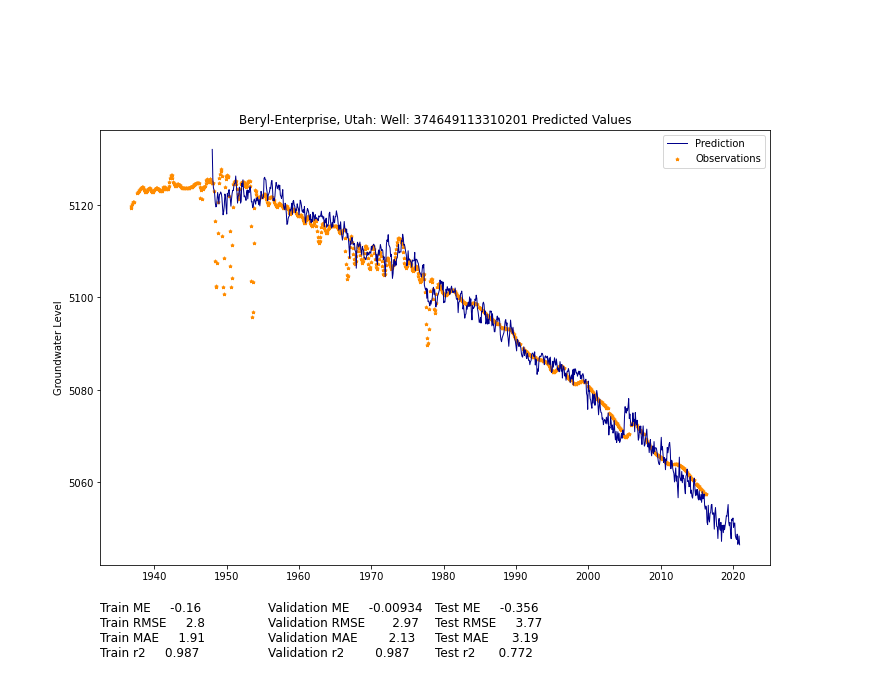 Beryl-Enterprise, Utah: Well: 374649113310201 Predicted Values
Prediction
Observations
Groundwater Level
5120
5100
5080
5060
1940 1950 1960 1970 1980 1990 2000 2010 2020
Train ME -0.16 Validation ME -0.00934 Test ME -0.356
Train RMSE 2.8 Validation RMSE 2.97 Test RMSE 3.77
Train MAE 1.91 Validation MAE 2.13 Test MAE 3.19
Train r2 0.987 Validation r2 0.987 Test r2 0.772